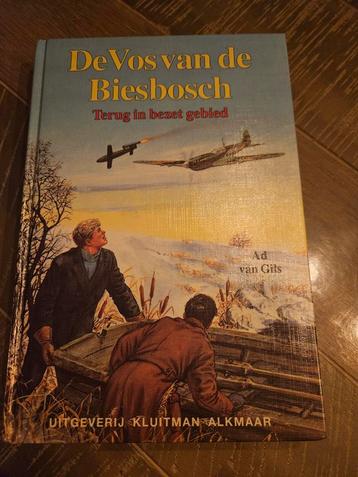 De Vos van de
Biesbosch
Terug in bezet gebied
Ad
van Gils
UITGEVERIJ KLUITMAN ALKMAAR